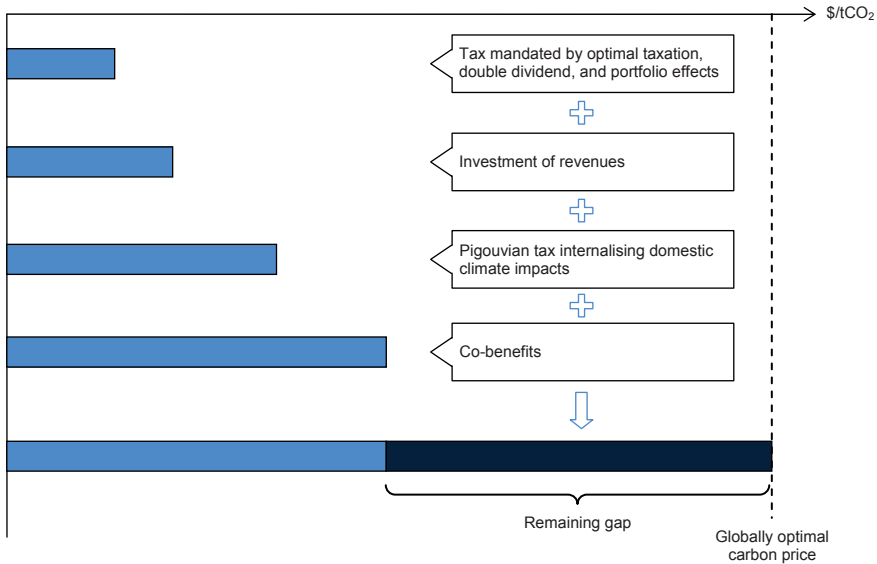 $/tCO₂
Tax mandated by optimal taxation,
double dividend, and portfolio effects
Investment of revenues
Pigouvian tax internalising domestic
climate impacts
Co-benefits
Remaining gap
Globally optimal
carbon price